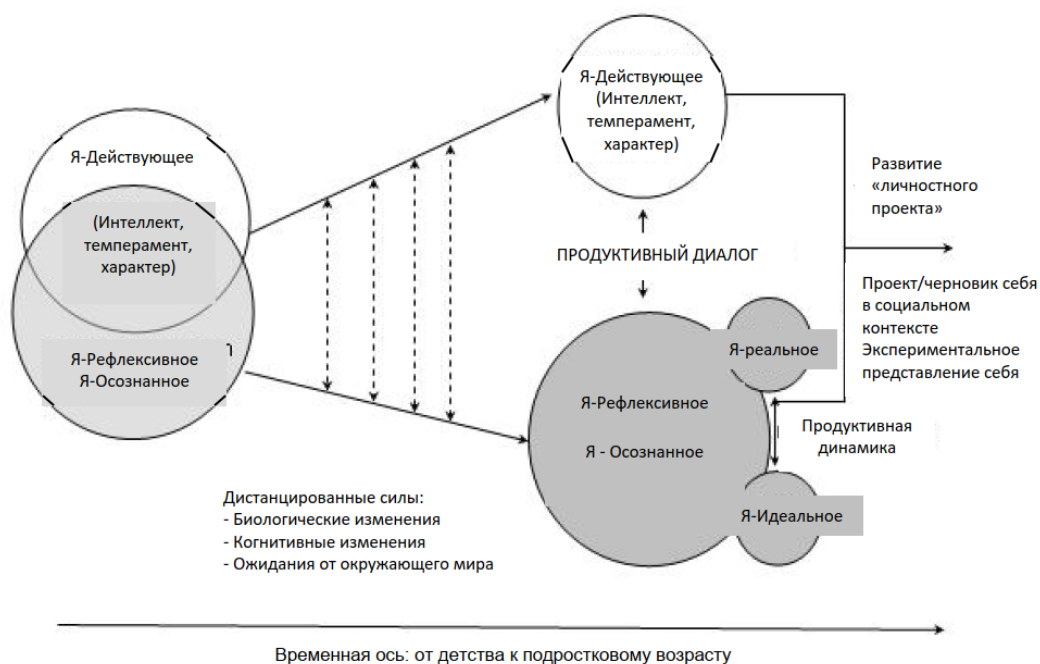 Я-Действующее
(Интеллект,
темперамент,
характер)
Я-Рефлексивное
Я-Осознанное
Я-Действующее
(Интеллект,
темперамент,
характер)
ПРОДУКТИВНЫЙ ДИАЛОГ
Я-реальное
Я-Рефлексивное
Я - Осознанное
Я-Идеальное
Продуктивная
динамика
Развитие
«личностного
проекта»
Проект/черновик себя
в социальном
контексте
Экспериментальное
представление себя
Дистанцированные силы:
- Биологические изменения
- Когнитивные изменения
- Ожидания от окружающего мира
Временная ось: от детства к подростковому возрасту